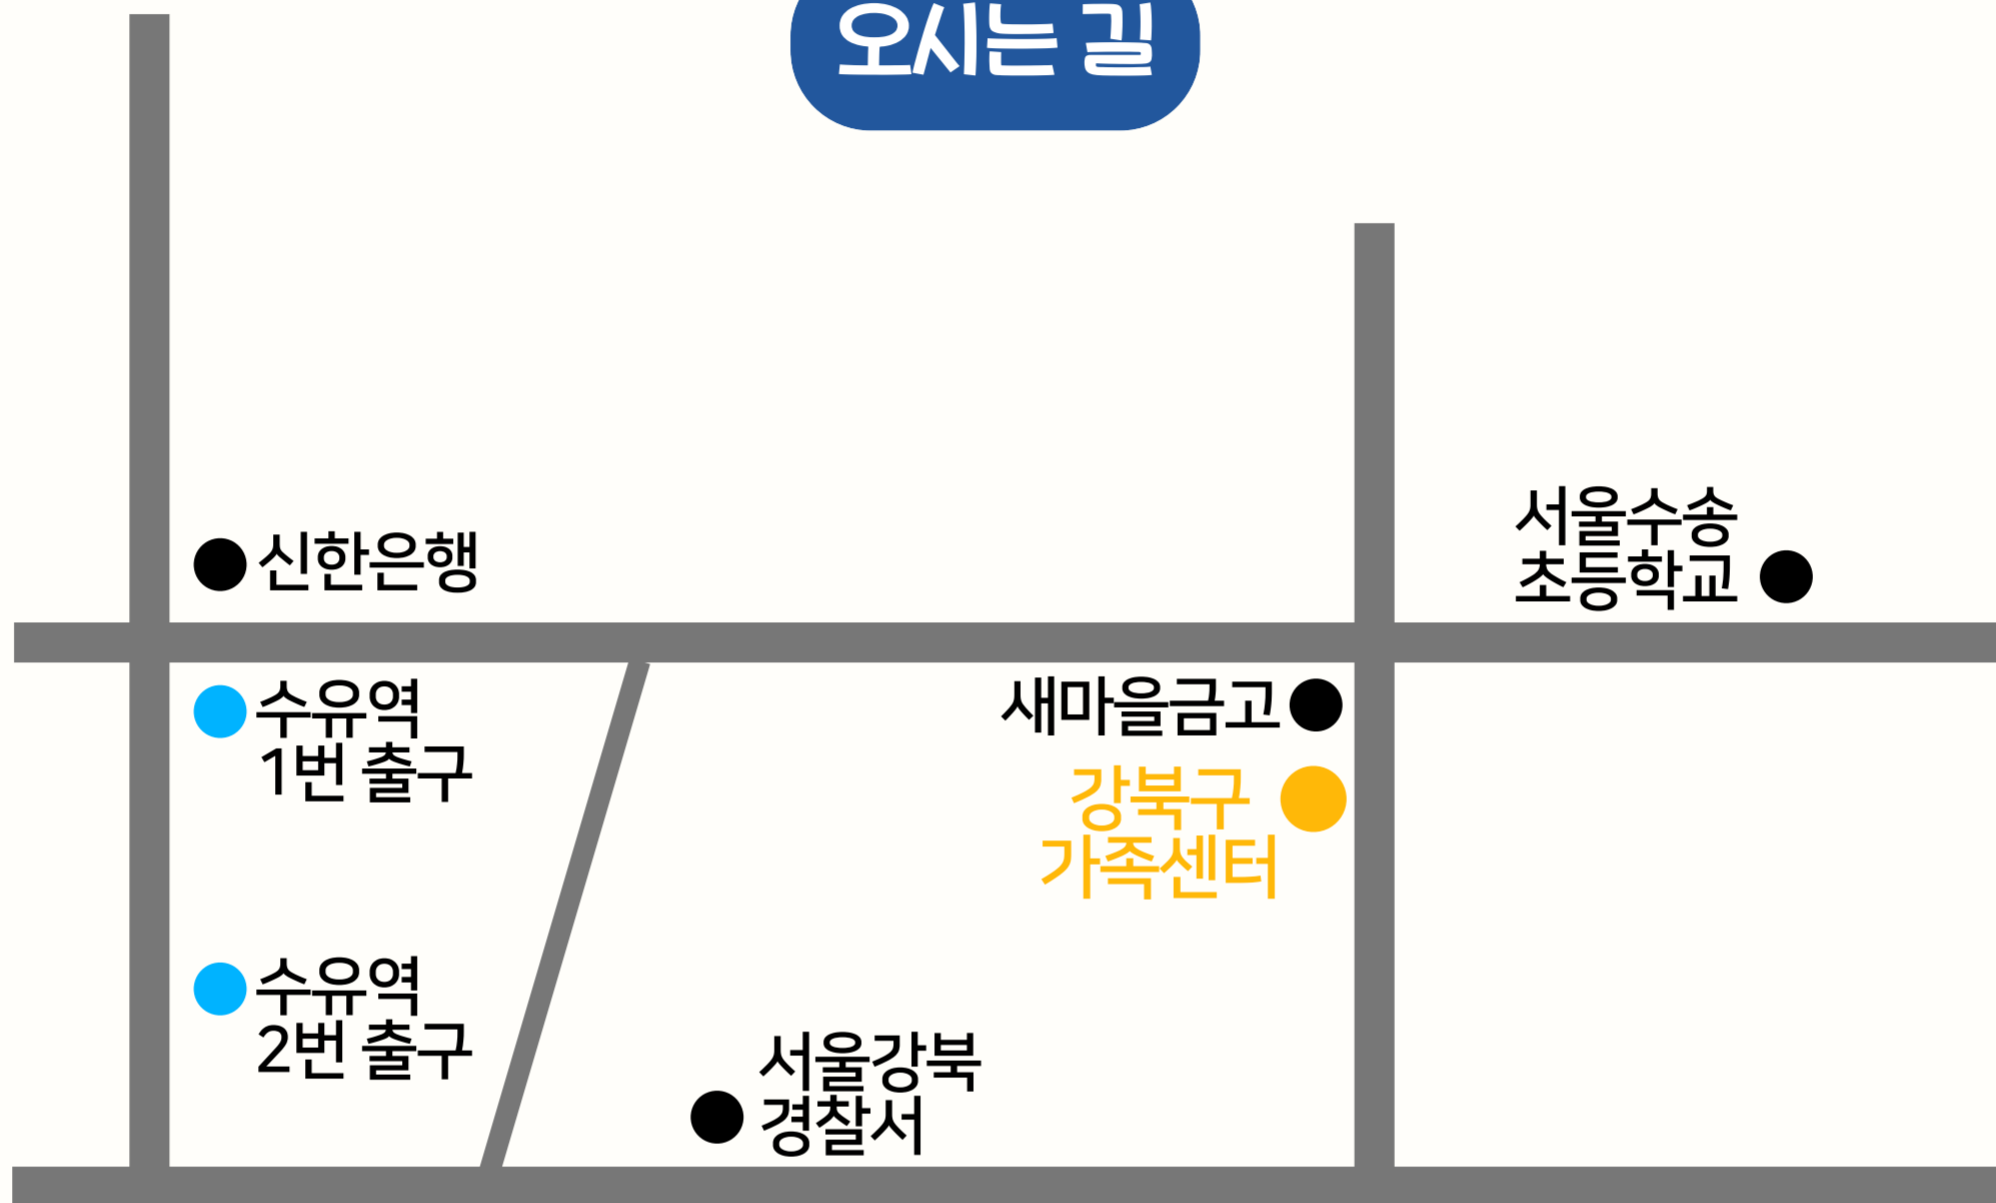 오시는 길
신한은행
서울수송
초등학교
수유역
1번 출구
새마을금고
강북구
가족센터
수유역
2번 출구
서울강북
경찰서